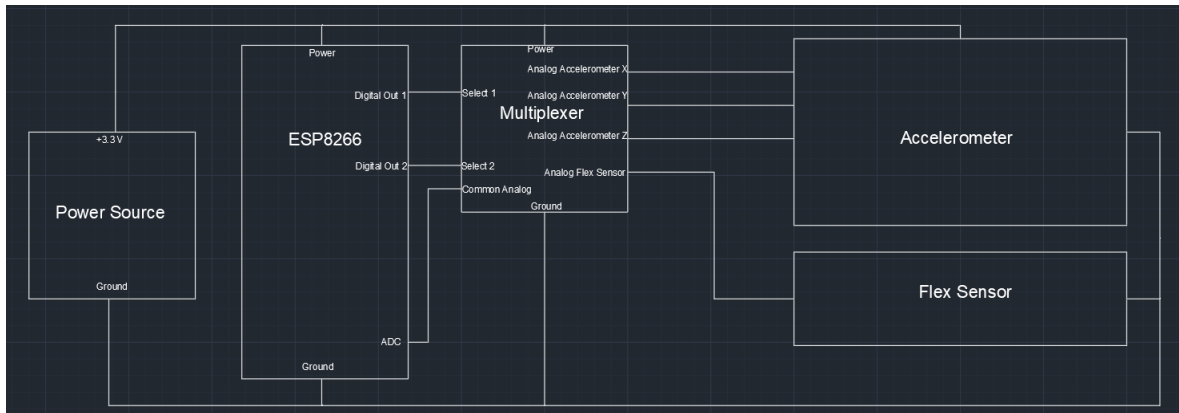 +3.3 V
Power Source
Ground
Power
Digital Out 1
ESP8266
Digital Out 2
ADC
Ground
Power
Analog Accelerometer X
Select 1
Analog Accelerometer Y
Multiplexer
Analog Accelerometer Z
Select 2
Analog Flex Sensor
Common Analog
Ground
Accelerometer
Flex Sensor